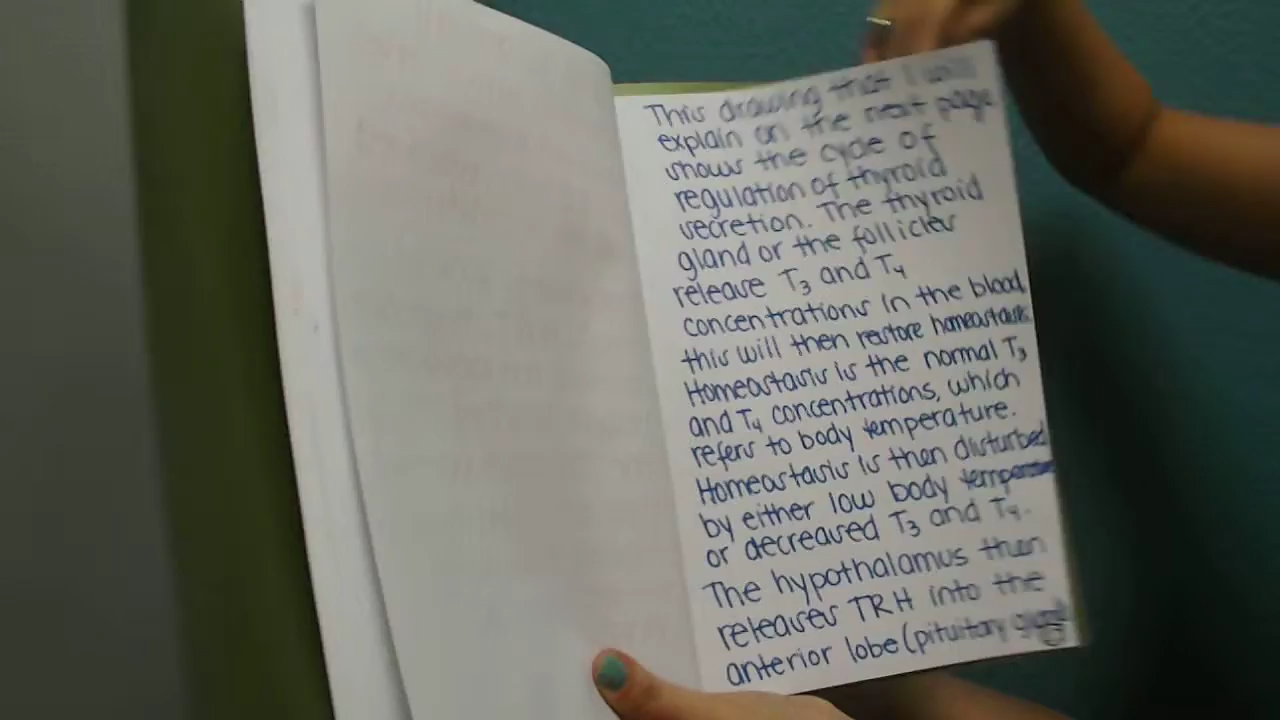 This drawing that I will
explain on the next page
shows the cycle of
regulation of thyroid
secretion. The thyroid
gland or the follicles
release T₃ and T₄
concentrations in the blood
this will then restore homeostasis.
Homeostasis is the normal T₃
and T₄ concentrations, which
refers to body temperature.
Homeostasis is then disturbed
by either low body temperature
or decreased T₃ and T₄.
The hypothalamus then
releases TRH into the
anterior lobe (pituitary gland